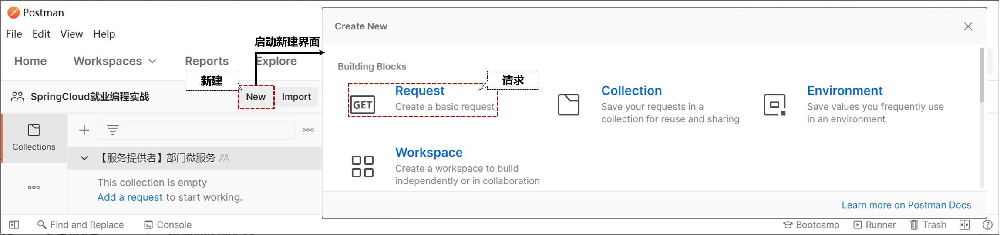 Postman
File Edit View Help
启动新建界面
Home Workspaces Reports Explore
新建
SpringCloud就业编程实战 New Import
Collections
【服务提供者】部门微服务
This collection is empty
Add a request to start working.
Create New
Building Blocks
请求
GET
Request
Create a basic request
Collection
Save your requests in a
collection for reuse and sharing
Environment
Save values you frequently use
in an environment
Workspace
Create a workspace to build
independently or in collaboration
Learn more on Postman Docs
Find and Replace Console Bootcamp Runner Trash